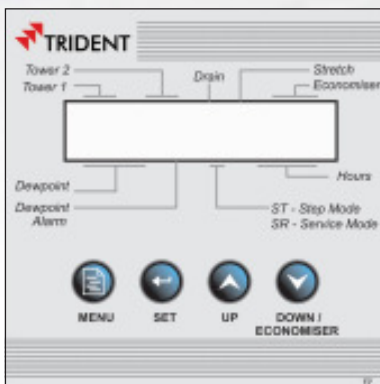 TRIDENT
Tower 2
Tower 1
Drain
Stretch
Economiser
Dewpoint
Dewpoint
Alarm
Hours
ST - Step Mode
SR - Service Mode
MENU
SET
UP
DOWN /
ECONOMISER